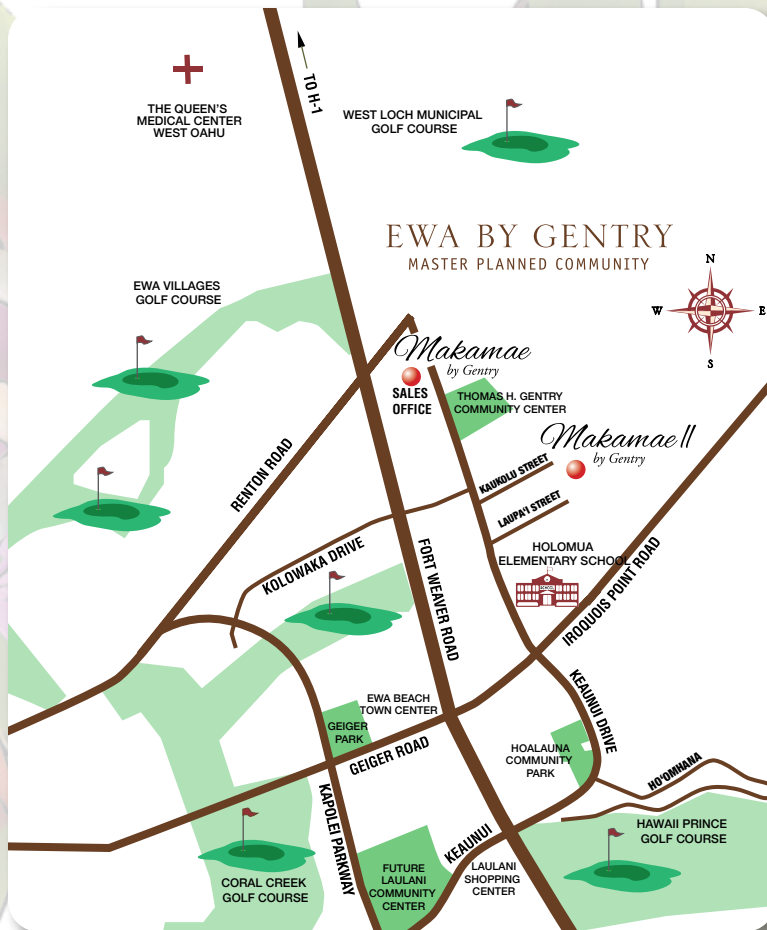 TO H-1
THE QUEEN'S
MEDICAL CENTER
WEST OAHU
WEST LOCH MUNICIPAL
GOLF COURSE
EWA BY GENTRY
MASTER PLANNED COMMUNITY
N
W
E
S
EWA VILLAGES
GOLF COURSE
Makamae
by Gentry
SALES
OFFICE
THOMAS H. GENTRY
COMMUNITY CENTER
Makamae II
by Gentry
RENTON ROAD
KAUKOLU STREET
LAUPA'I STREET
KOLOWAKA DRIVE
FORT WEAVER ROAD
HOLOMUA
ELEMENTARY SCHOOL
SCHOOL
IROQUOIS POINT ROAD
EWA BEACH
TOWN CENTER
GEIGER
PARK
GEIGER ROAD
KEAUNUI DRIVE
HOALAUNA
COMMUNITY
PARK
HO'OMHANA
KAPOLEI PARKWAY
KEAUNUI
HAWAII PRINCE
GOLF COURSE
CORAL CREEK
GOLF COURSE
FUTURE
LAULANI
COMMUNITY
CENTER
LAULANI
SHOPPING
CENTER